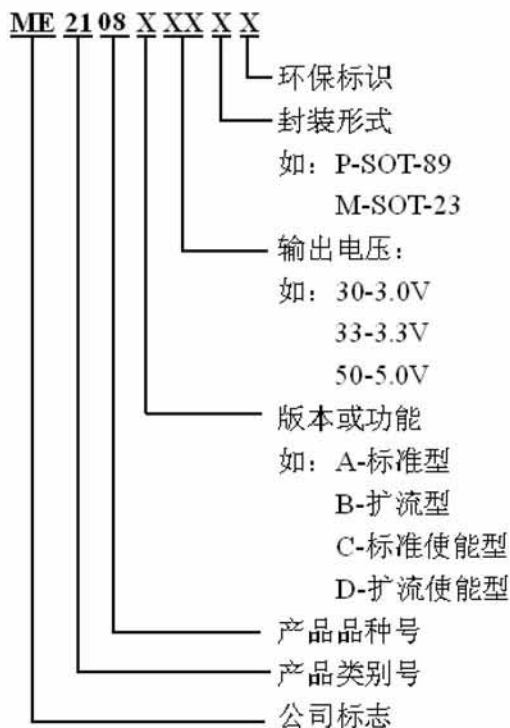 ME 21 08 X XX X X
环保标识
封装形式
如：P-SOT-89
M-SOT-23
输出电压：
如：30-3.0V
33-3.3V
50-5.0V
版本或功能
如：A-标准型
B-扩流型
C-标准使能型
D-扩流使能型
产品品种号
产品类别号
公司标志